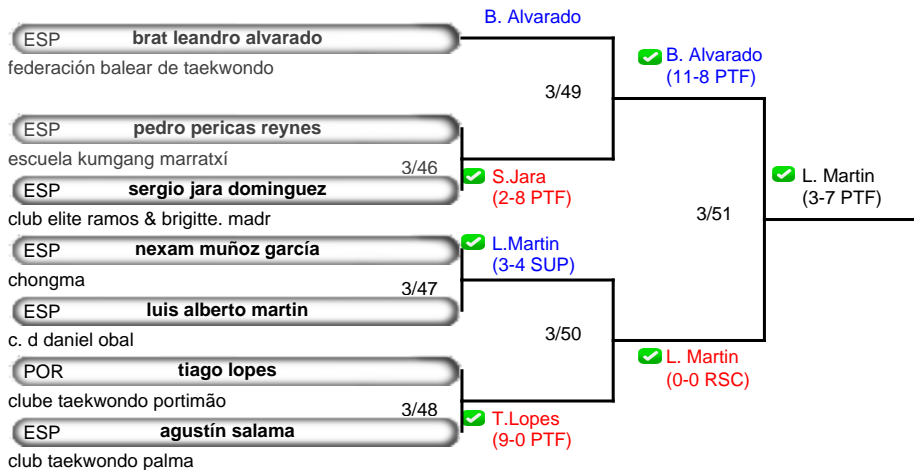 B. Alvarado
ESP brat leandro alvarado
federación balear de taekwondo
B. Alvarado
(11-8 PTF)
3/49
ESP pedro pericas reynes
escuela kumgang marratxí
3/46
ESP sergio jara dominguez
club elite ramos & brigitte. madr
S.Jara
(2-8 PTF)
L. Martin
(3-7 PTF)
3/51
ESP nexam muñoz garcía
chongma
L.Martin
(3-4 SUP)
3/47
ESP luis alberto martin
c. d daniel obal
3/50
L. Martin
(0-0 RSC)
POR tiago lopes
clube taekwondo portimão
3/48
ESP agustín salama
club taekwondo palma
T.Lopes
(9-0 PTF)